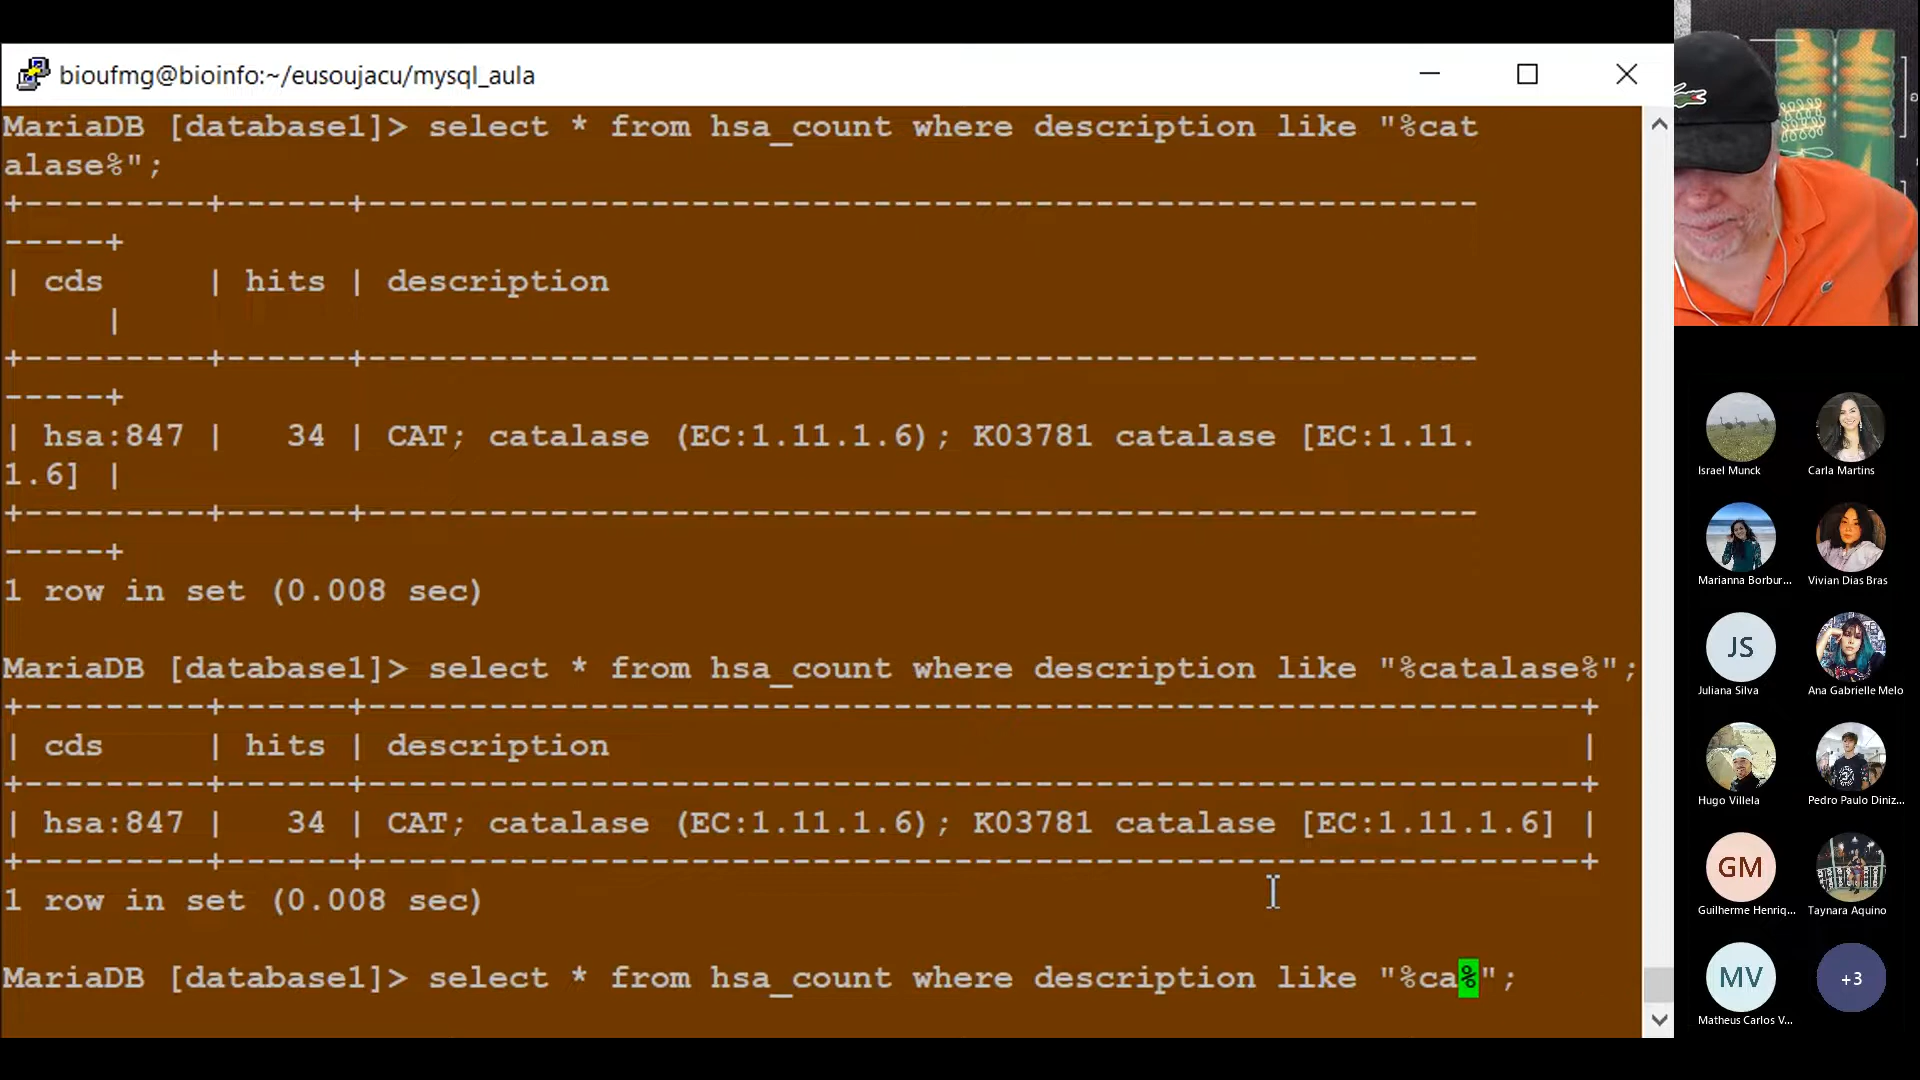 bioufmg@bioinfo:~/eusoujacu/mysql_aula
MariaDB [database1]> select * from hsa_count where description like "%cat
alase%";
+---------+------+------------------------------------------------------
-----+
| cds     | hits | description
     |
+---------+------+------------------------------------------------------
-----+
| hsa:847 |   34 | CAT; catalase (EC:1.11.1.6); K03781 catalase [EC:1.11.
1.6] |
+---------+------+------------------------------------------------------
-----+
1 row in set (0.008 sec)
MariaDB [database1]> select * from hsa_count where description like "%catalase%";
+---------+------+------------------------------------------------------------+
| cds     | hits | description                                                |
+---------+------+------------------------------------------------------------+
| hsa:847 |   34 | CAT; catalase (EC:1.11.1.6); K03781 catalase [EC:1.11.1.6] |
+---------+------+------------------------------------------------------------+
1 row in set (0.008 sec)
MariaDB [database1]> select * from hsa_count where description like "%ca%";
Israel Munck
Carla Martins
Marianna Borbur...
Vivian Dias Bras
JS
Juliana Silva
Ana Gabrielle Melo
Hugo Villela
Pedro Paulo Diniz...
GM
Guilherme Henriq...
Taynara Aquino
MV
+3
Matheus Carlos V...